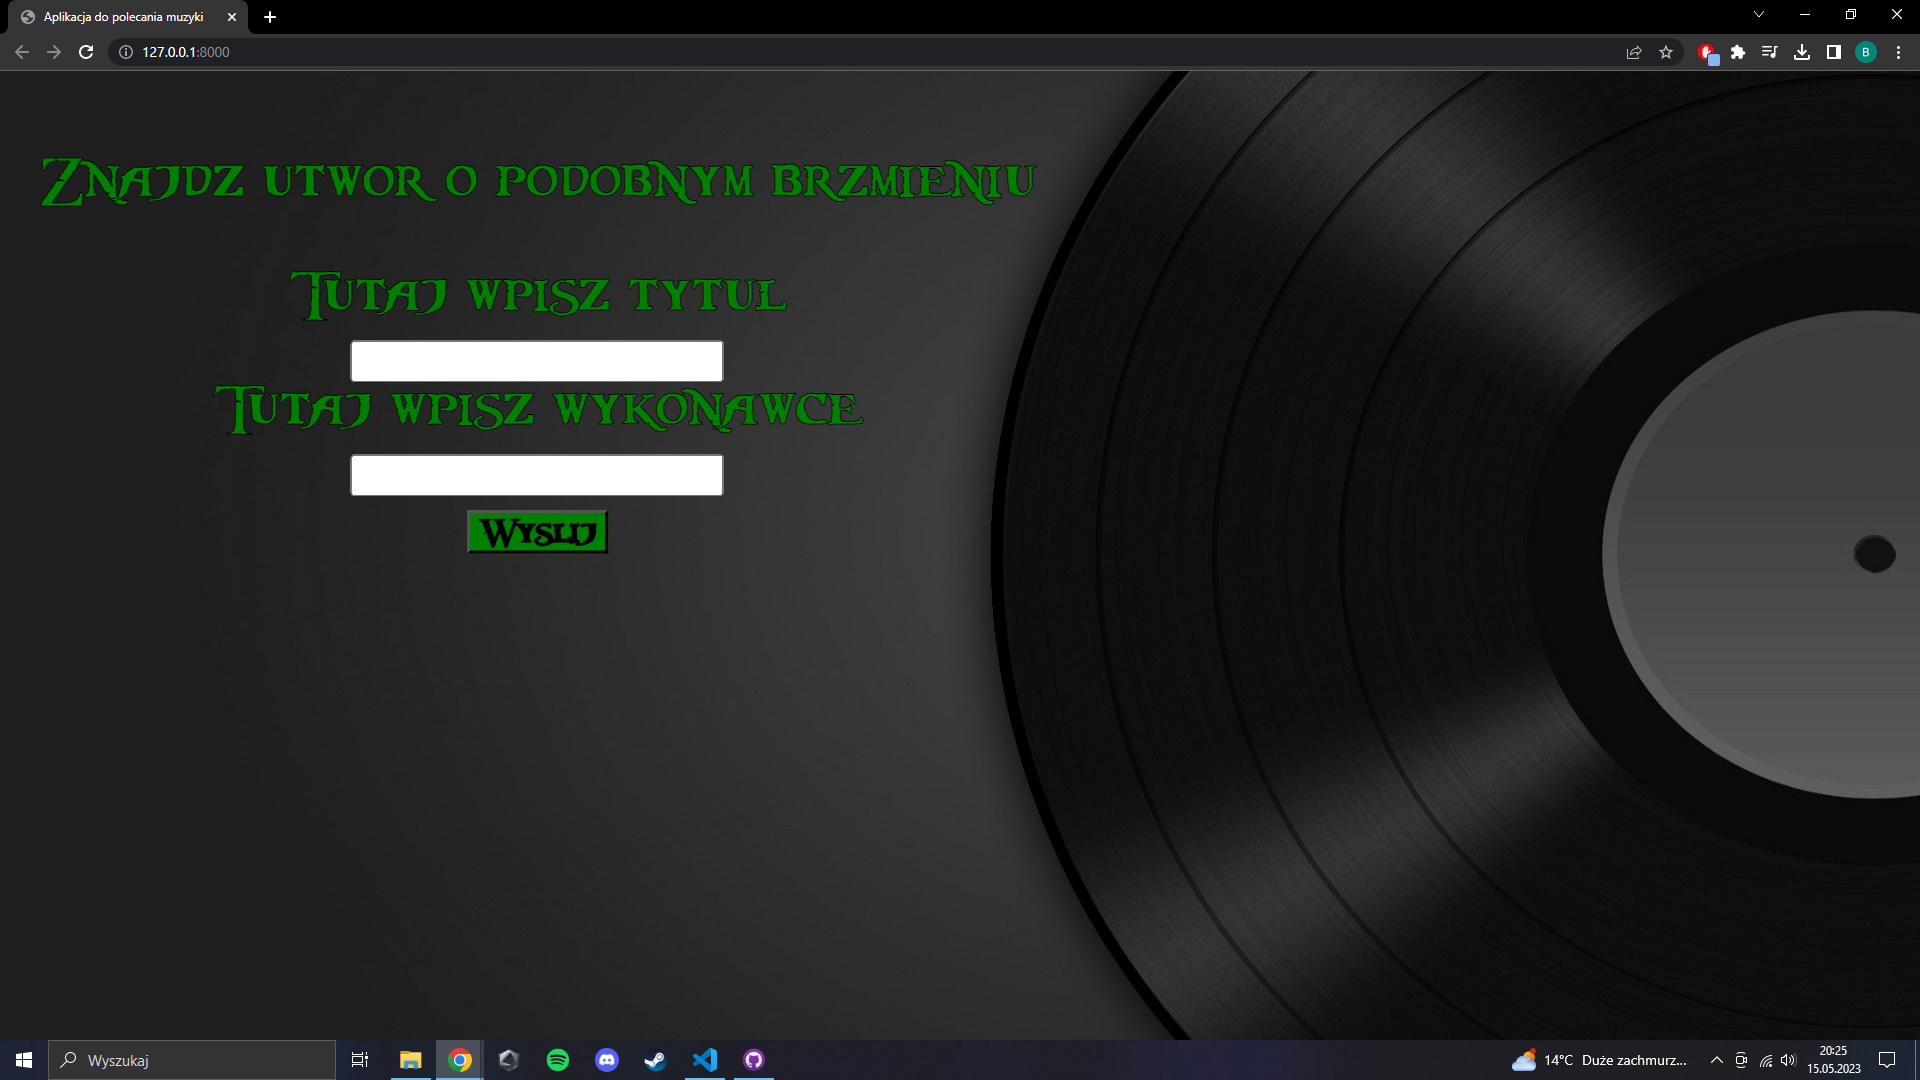 Aplikacja do polecania muzyki
127.0.0.1:8000
B
Znajdz utwor o podobnym brzmieniu
Tutaj wpisz tytul
Tutaj wpisz wykonawce
Wyslij
Wyszukaj
14°C Duże zachmurz...
20:25
15.05.2023